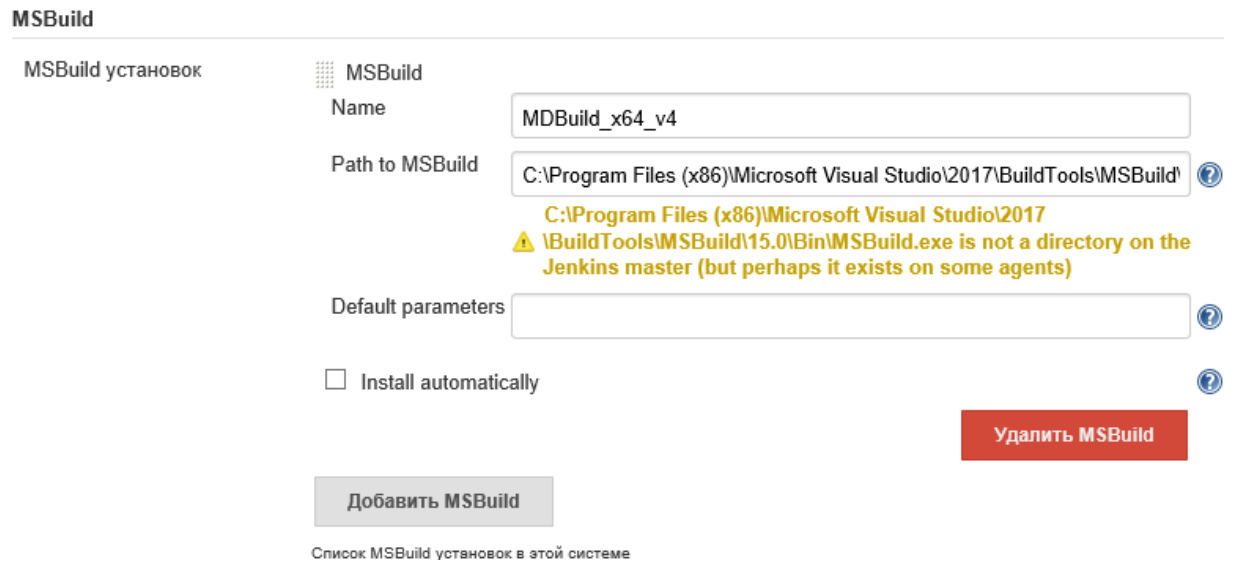 MSBuild
MSBuild установок
MSBuild
Name
MDBuild_x64_v4
Path to MSBuild
C:\Program Files (x86)\Microsoft Visual Studio\2017\BuildTools\MSBuild\
C:\Program Files (x86)\Microsoft Visual Studio\2017
\BuildTools\MSBuild\15.0\Bin\MSBuild.exe is not a directory on the
Jenkins master (but perhaps it exists on some agents)
Default parameters
Install automatically
Удалить MSBuild
Добавить MSBuild
Список MSBuild установок в этой системе